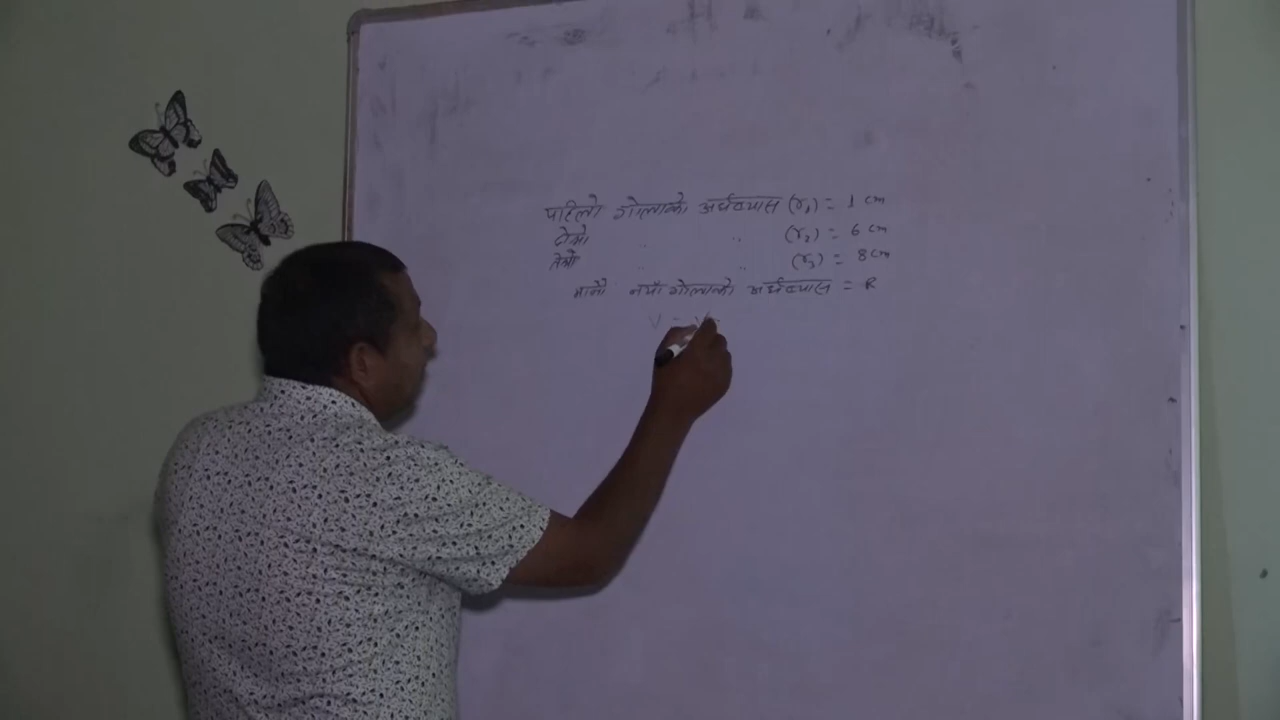 पहिलो गोलाको अर्धव्यास (r₁) = 1 cm
दोस्रो " " (r₂) = 6 cm
तेस्रो " " (r₃) = 8 cm
मानौ नयाँ गोलाको अर्धव्यास = R
V =